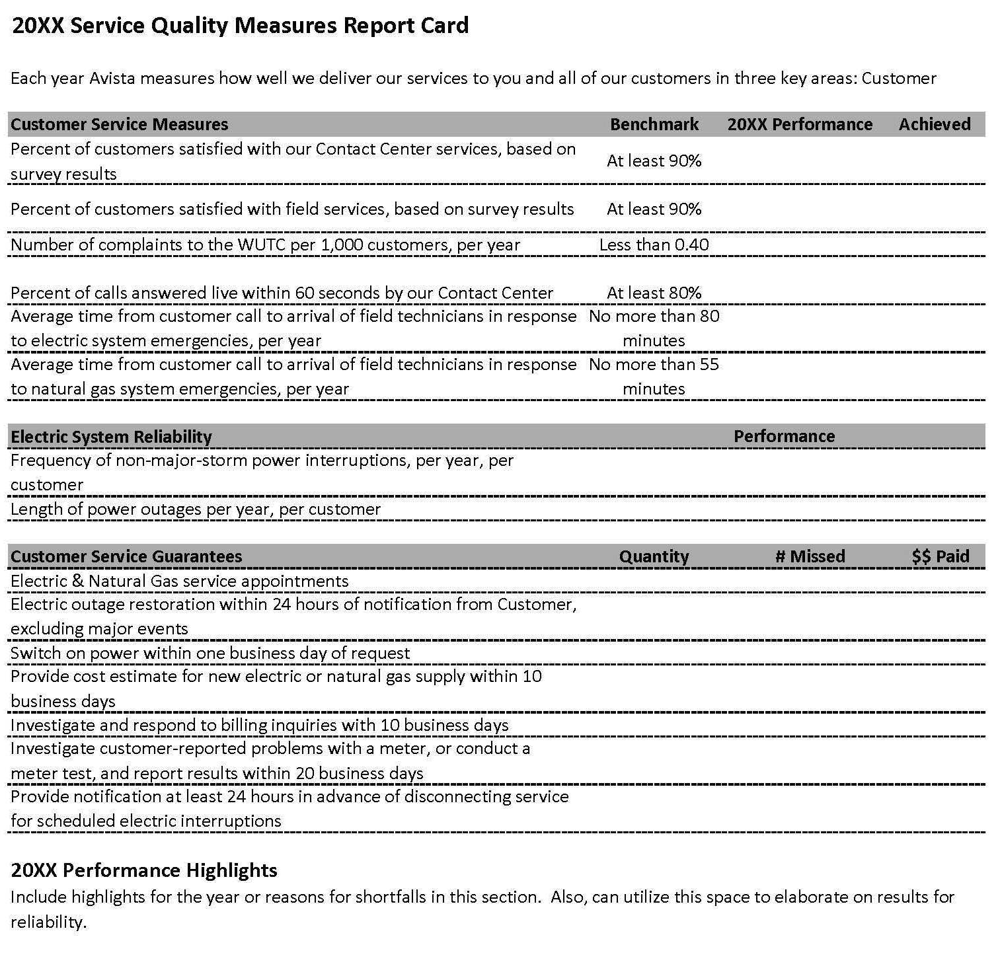 20XX Service Quality Measures Report Card
Each year Avista measures how well we deliver our services to you and all of our customers in three key areas: Customer
Customer Service Measures Benchmark 20XX Performance Achieved
Percent of customers satisfied with our Contact Center services, based on
survey results
At least 90%
Percent of customers satisfied with field services, based on survey results At least 90%
Number of complaints to the WUTC per 1,000 customers, per year Less than 0.40
Percent of calls answered live within 60 seconds by our Contact Center At least 80%
Average time from customer call to arrival of field technicians in response No more than 80
to electric system emergencies, per year minutes
Average time from customer call to arrival of field technicians in response No more than 55
to natural gas system emergencies, per year minutes
Electric System Reliability Performance
Frequency of non-major-storm power interruptions, per year, per
customer
Length of power outages per year, per customer
Customer Service Guarantees Quantity # Missed $$ Paid
Electric & Natural Gas service appointments
Electric outage restoration within 24 hours of notification from Customer,
excluding major events
Switch on power within one business day of request
Provide cost estimate for new electric or natural gas supply within 10
business days
Investigate and respond to billing inquiries with 10 business days
Investigate customer-reported problems with a meter, or conduct a
meter test, and report results within 20 business days
Provide notification at least 24 hours in advance of disconnecting service
for scheduled electric interruptions
20XX Performance Highlights
Include highlights for the year or reasons for shortfalls in this section.  Also, can utilize this space to elaborate on results for
reliability.